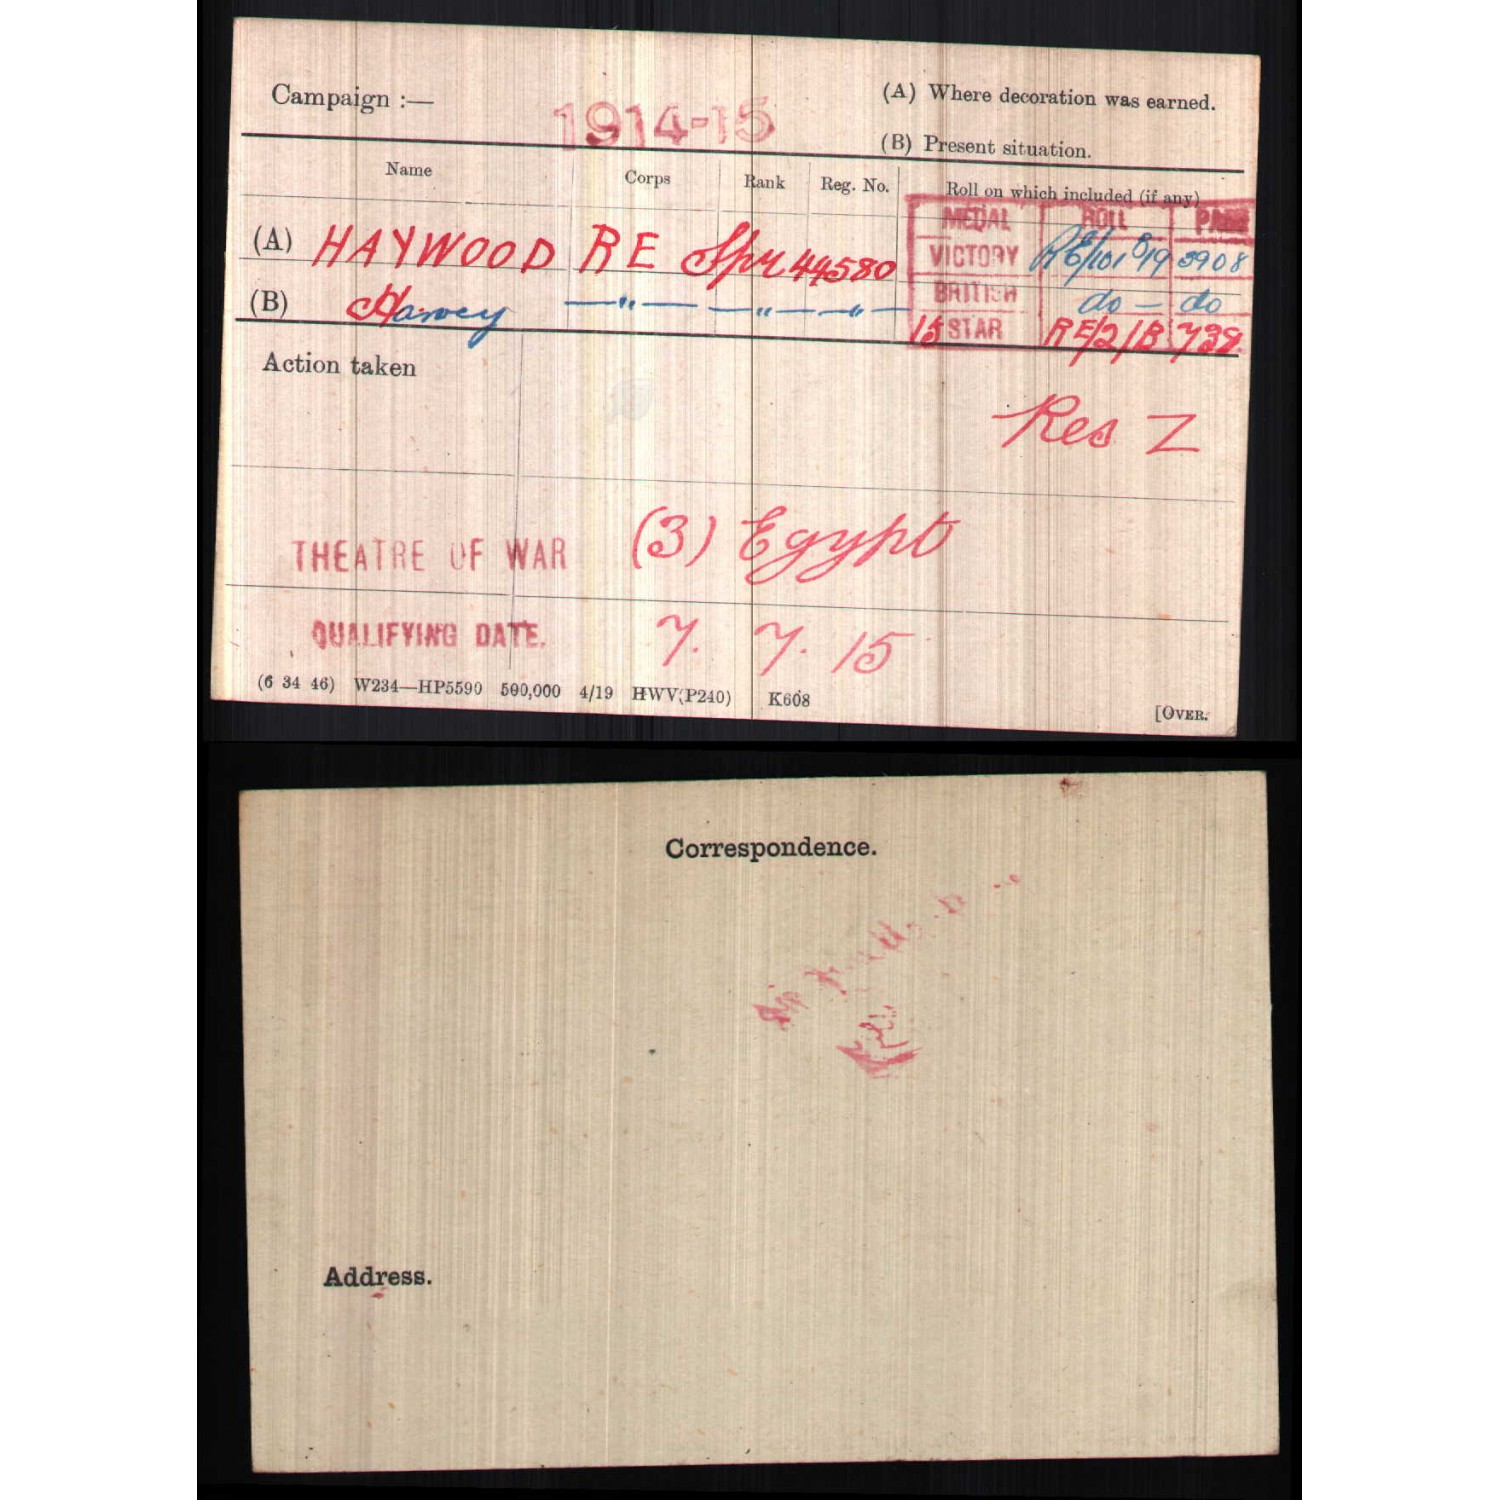 Campaign :—
1914-15
(A) Where decoration was earned.
(B) Present situation.
Name Corps Rank Reg. No. Roll on which included (if any)
MEDAL ROLL PAGE
(A) HAYWOOD RE Spr 44580 VICTORY RE/101 B19 3908
(B) Harvey —"— —"— —"— BRITISH do — do
15 STAR RE/2/B 739
Action taken
Res Z
THEATRE OF WAR (3) Egypt
QUALIFYING DATE. 7. 7. 15
(6 34 46) W234—HP5590 500,000 4/19 HWV(P240) K608
[OVER.
Correspondence.
Address.